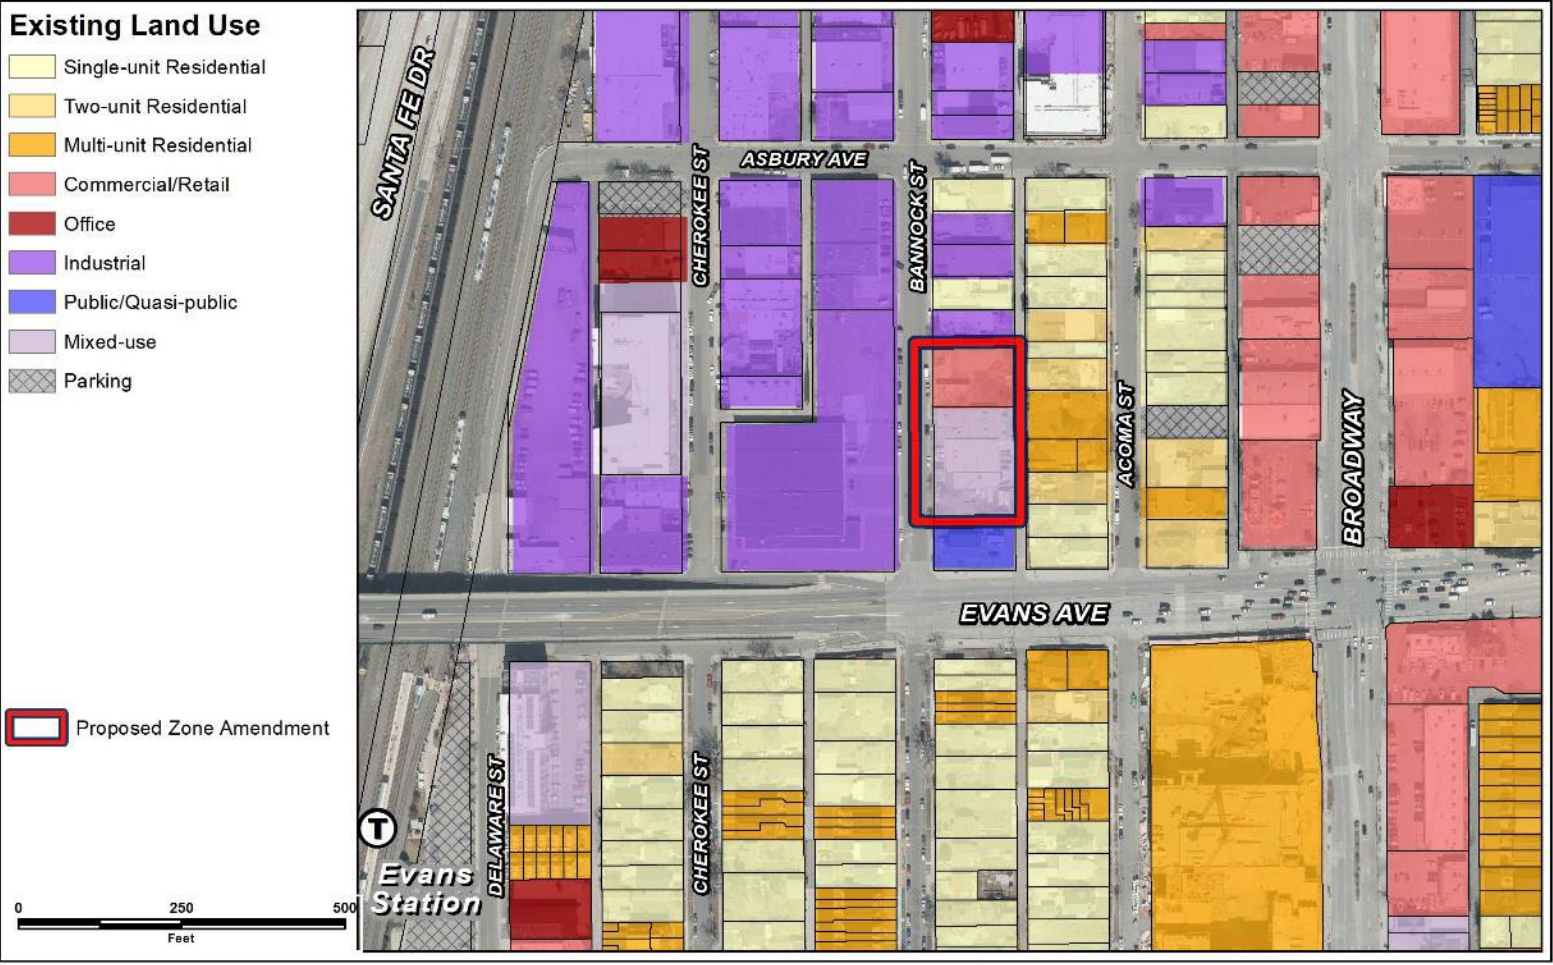 Existing Land Use
Single-unit Residential
Two-unit Residential
Multi-unit Residential
Commercial/Retail
Office
Industrial
Public/Quasi-public
Mixed-use
Parking
Proposed Zone Amendment
0 250 500
Feet
SANTA FE DR
CHEROKEE ST
ASBURY AVE
BANNOCK ST
ACOMA ST
BROADWAY
EVANS AVE
DELAWARE ST
CHEROKEE ST
T
Evans
Station